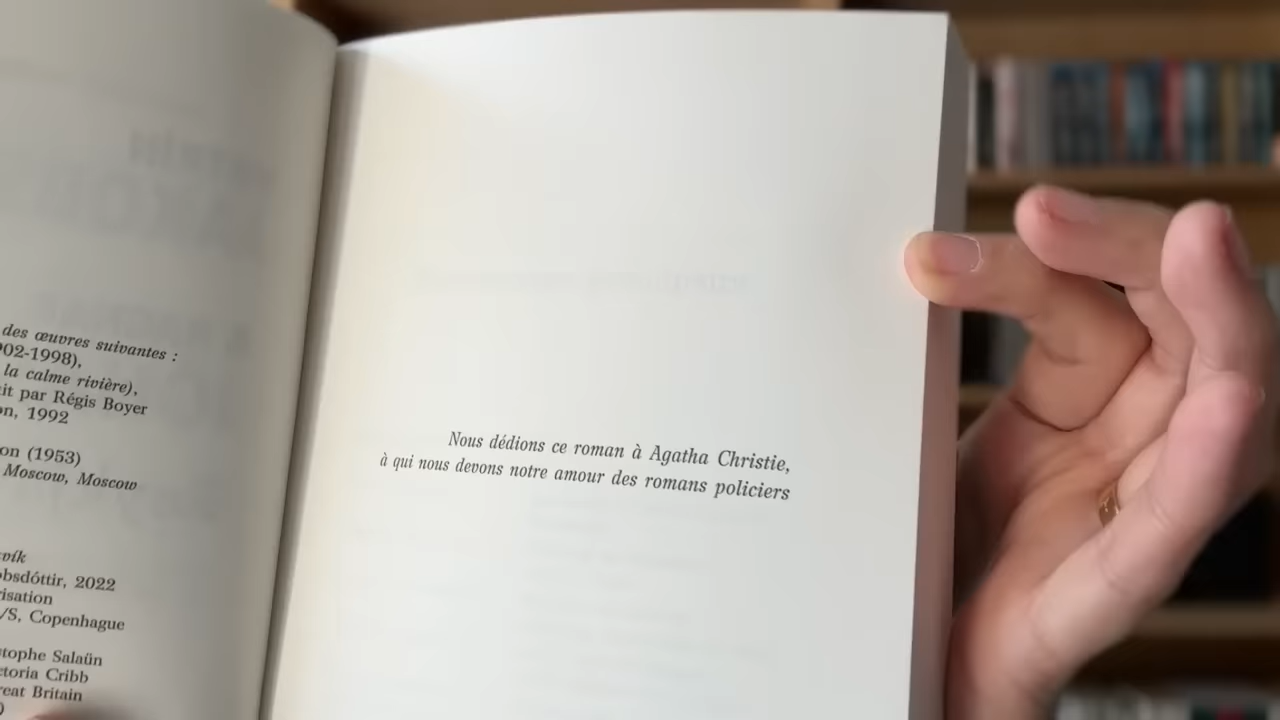 des œuvres suivantes :
02-1998),
la calme rivière),
it par Régis Boyer
on, 1992
on (1953)
Moscow, Moscow
vík
bsdóttir, 2022
risation
/S, Copenhague
tophe Salaün
ctoria Cribb
reat Britain
Nous dédions ce roman à Agatha Christie,
à qui nous devons notre amour des romans policiers